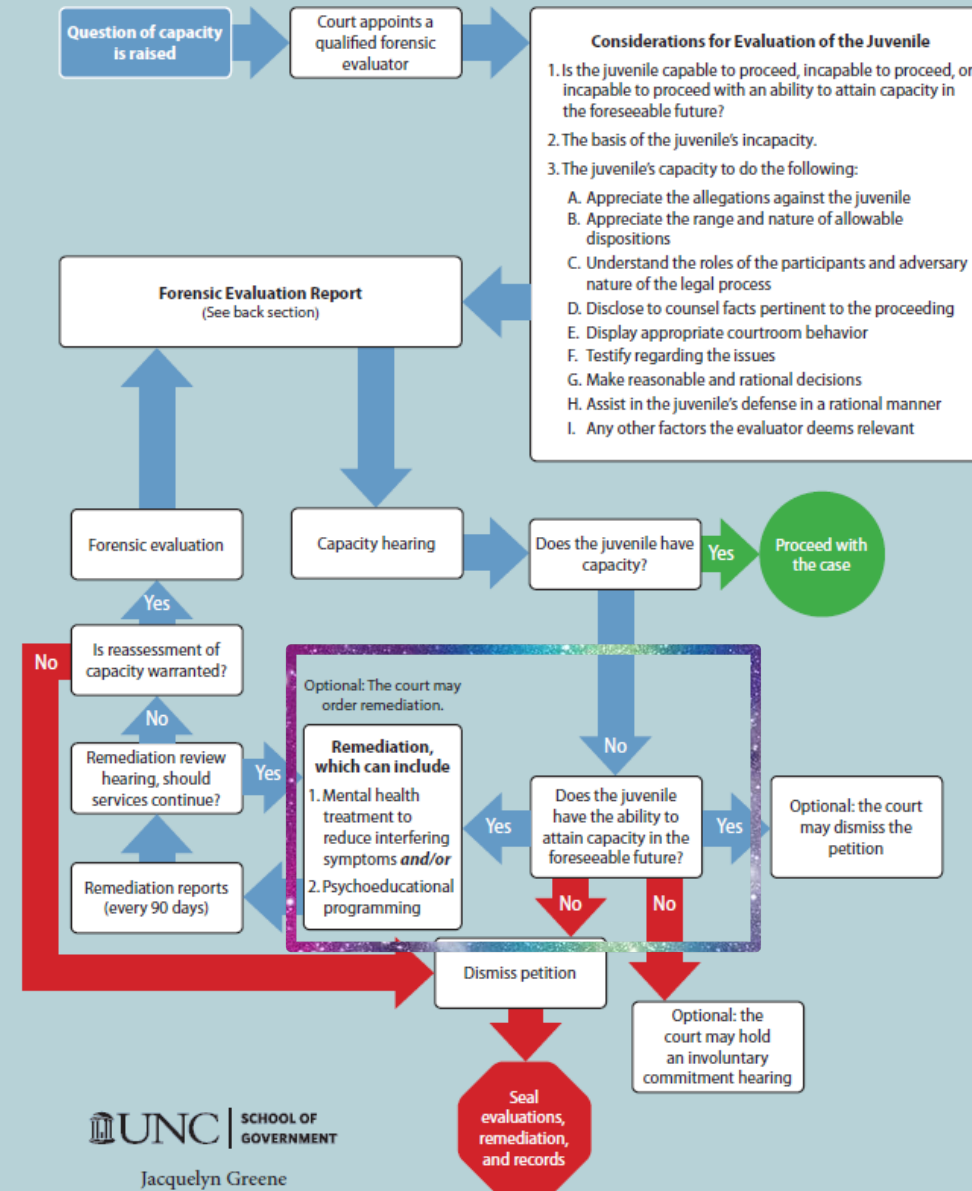 Question of capacity
is raised
Court appoints a
qualified forensic
evaluator
Considerations for Evaluation of the Juvenile
1. Is the juvenile capable to proceed, incapable to proceed, or
incapable to proceed with an ability to attain capacity in
the foreseeable future?
2. The basis of the juvenile's incapacity.
3. The juvenile's capacity to do the following:
A. Appreciate the allegations against the juvenile
B. Appreciate the range and nature of allowable
dispositions
C. Understand the roles of the participants and adversary
nature of the legal process
D. Disclose to counsel facts pertinent to the proceeding
E. Display appropriate courtroom behavior
F. Testify regarding the issues
G. Make reasonable and rational decisions
H. Assist in the juvenile's defense in a rational manner
I. Any other factors the evaluator deems relevant
Forensic Evaluation Report
(See back section)
Forensic evaluation
Capacity hearing
Does the juvenile have
capacity?
Yes
Proceed with
the case
Yes
No
Is reassessment of
capacity warranted?
No
Remediation review
hearing, should
services continue?
Yes
Remediation reports
(every 90 days)
Optional: The court may
order remediation.
Remediation,
which can include
1. Mental health
treatment to
reduce interfering
symptoms and/or
2. Psychoeducational
programming
No
Yes
Does the juvenile
have the ability to
attain capacity in the
foreseeable future?
Yes
Optional: the court
may dismiss the
petition
No
No
Dismiss petition
Optional: the
court may hold
an involuntary
commitment hearing
Seal
evaluations,
remediation,
and records
UNC
SCHOOL OF
GOVERNMENT
Jacquelyn Greene